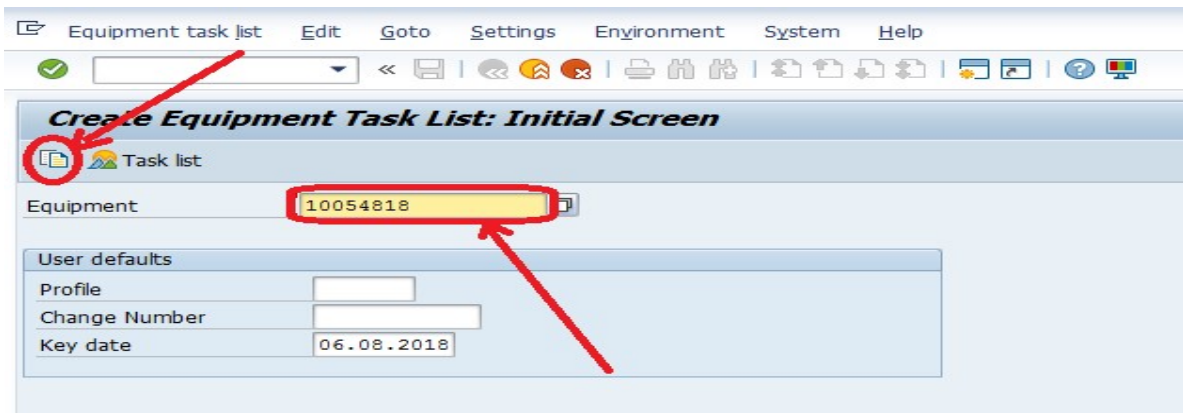 Equipment task list Edit Goto Settings Environment System Help
Create Equipment Task List: Initial Screen
Task list
Equipment 10054818
User defaults
Profile
Change Number
Key date 06.08.2018